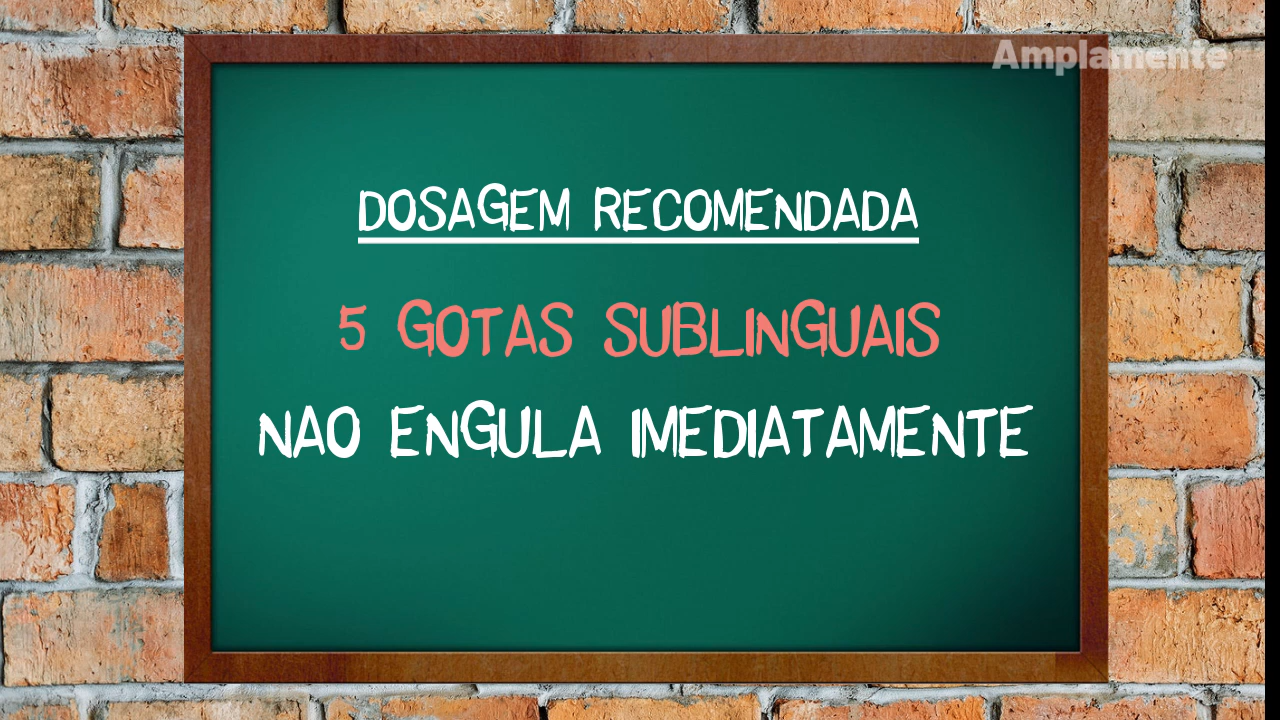 Amplamente
DOSAGEM RECOMENDADA
5 GOTAS SUBLINGUAIS
NAO ENGULA IMEDIATAMENTE